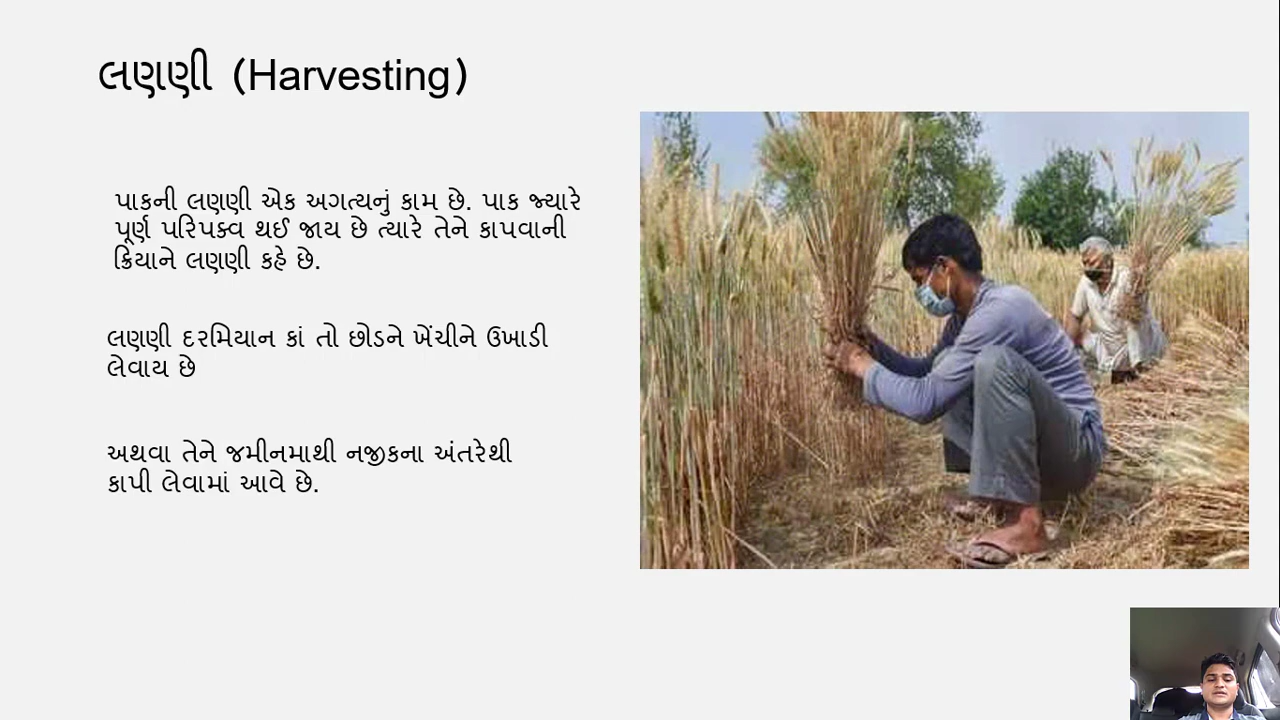 લણણી (Harvesting)
પાકની લણણી એક અગત્યનું કામ છે. પાક જ્યારે
પૂર્ણ પરિપક્વ થઈ જાય છે ત્યારે તેને કાપવાની
ક્રિયાને લણણી કહે છે.
લણણી દરમિયાન કાં તો છોડને ખેંચીને ઉખાડી
લેવાય છે
અથવા તેને જમીનમાથી નજીકના અંતરેથી
કાપી લેવામાં આવે છે.